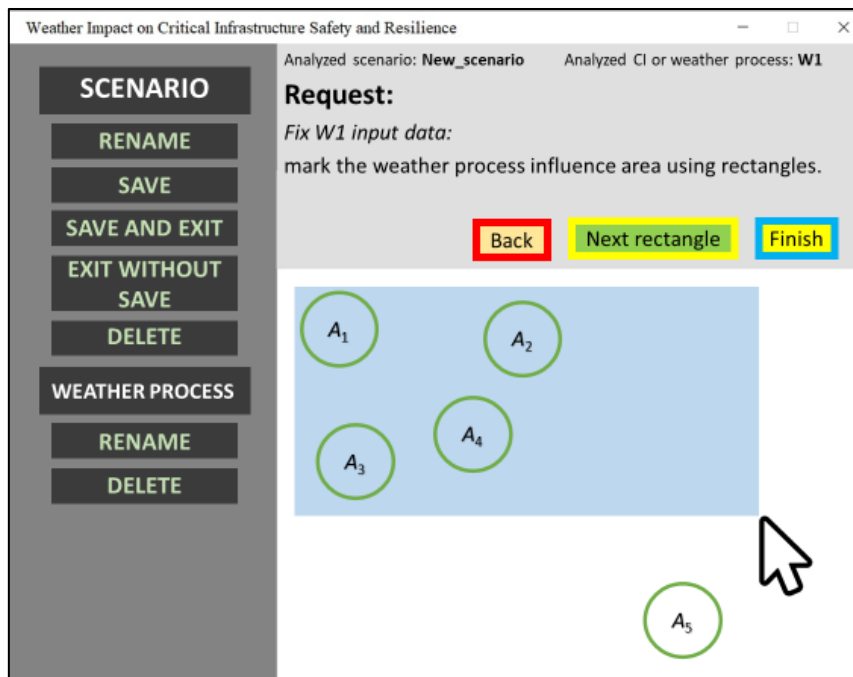 Weather Impact on Critical Infrastructure Safety and Resilience
SCENARIO
RENAME
SAVE
SAVE AND EXIT
EXIT WITHOUT
SAVE
DELETE
WEATHER PROCESS
RENAME
DELETE
Analyzed scenario: New_scenario Analyzed CI or weather process: W1
Request:
Fix W1 input data:
mark the weather process influence area using rectangles.
Back Next rectangle Finish
A₁
A₂
A₄
A₃
A₅